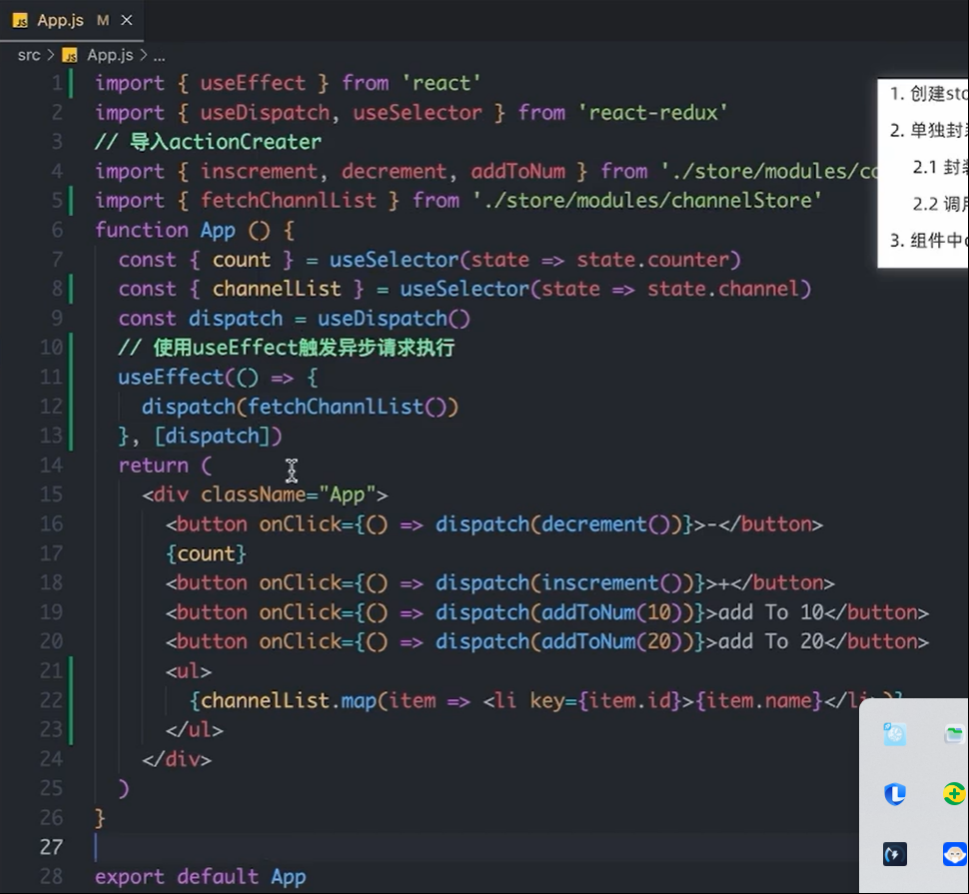 App.js M
src > App.js > ...
1 import { useEffect } from 'react'
2 import { useDispatch, useSelector } from 'react-redux'
3 // 导入actionCreater
4 import { inscrement, decrement, addToNum } from './store/modules/co
5 import { fetchChannlList } from './store/modules/channelStore'
6 function App () {
7 const { count } = useSelector(state => state.counter)
8 const { channelList } = useSelector(state => state.channel)
9 const dispatch = useDispatch()
10 // 使用useEffect触发异步请求执行
11 useEffect(() => {
12 dispatch(fetchChannlList())
13 }, [dispatch])
14 return (
15 <div className="App">
16 <button onClick={() => dispatch(decrement())}>-</button>
17 {count}
18 <button onClick={() => dispatch(inscrement())}>+</button>
19 <button onClick={() => dispatch(addToNum(10))}>add To 10</button>
20 <button onClick={() => dispatch(addToNum(20))}>add To 20</button>
21 <ul>
22 {channelList.map(item => <li key={item.id}>{item.name}</li>)}
23 </ul>
24 </div>
25 )
26 }
27
28 export default App
1. 创建sto
2. 单独封
2.1 封
2.2 调
3. 组件中